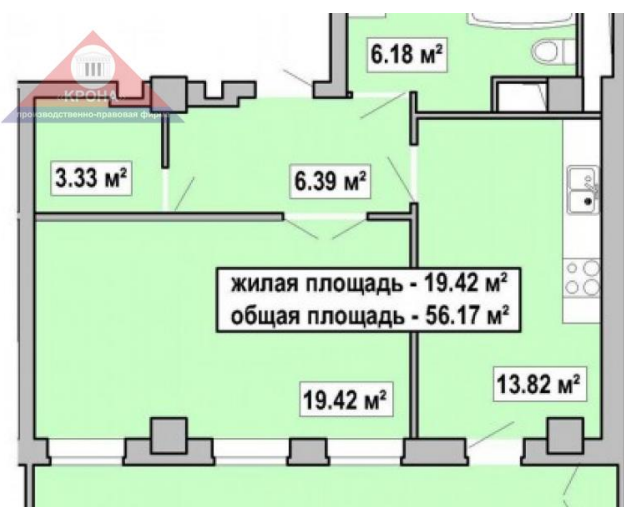 6.18 м²
КРОНА
производственно-правовая фирма
3.33 м²
6.39 м²
жилая площадь - 19.42 м²
общая площадь - 56.17 м²
19.42 м²
13.82 м²